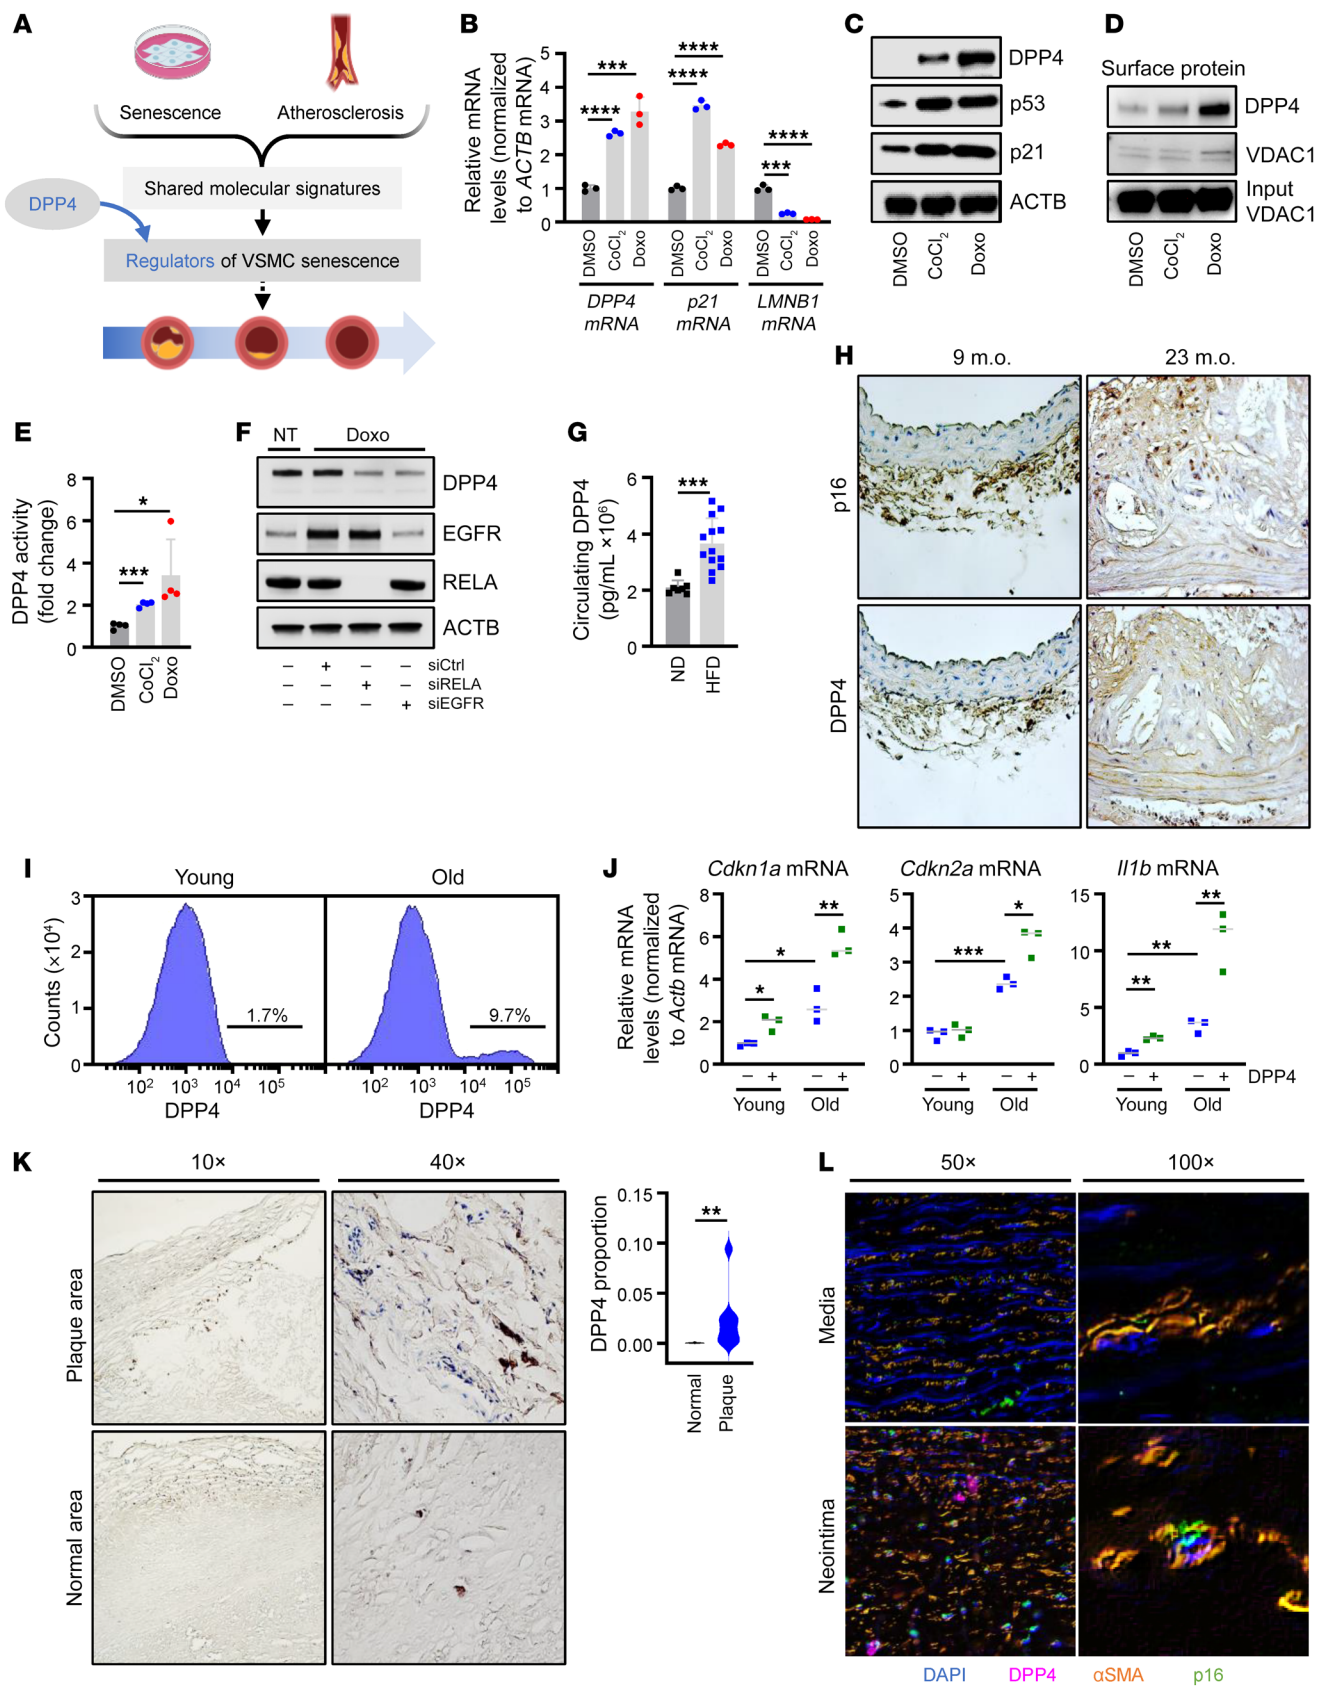 A
Senescence
Atherosclerosis
Shared molecular signatures
DPP4
Regulators of VSMC senescence
B
Relative mRNA
levels (normalized
to ACTB mRNA)
5
4
3
2
1
0
****
***
****
****
***
****
DMSO
CoCl2
Doxo
DMSO
CoCl2
Doxo
DMSO
CoCl2
Doxo
DPP4
mRNA
p21
mRNA
LMNB1
mRNA
C
DPP4
p53
p21
ACTB
DMSO
CoCl2
Doxo
D
Surface protein
DPP4
VDAC1
Input
VDAC1
DMSO
CoCl2
Doxo
E
DPP4 activity
(fold change)
8
6
4
2
0
*
***
DMSO
CoCl2
Doxo
F
NT
Doxo
DPP4
EGFR
RELA
ACTB
– + – – siCtrl
– – + – siRELA
– – – + siEGFR
G
Circulating DPP4
(pg/mL ×10⁶)
6
4
2
0
***
ND
HFD
H
9 m.o.
23 m.o.
p16
DPP4
I
Young
Old
Counts (×10⁴)
3
2
1
0
1.7%
9.7%
10² 10³ 10⁴ 10⁵
10² 10³ 10⁴ 10⁵
DPP4
DPP4
J
Relative mRNA
levels (normalized
to Actb mRNA)
Cdkn1a mRNA
8
6
4
2
0
*
*
**
– + – +
Young
Old
Cdkn2a mRNA
5
4
3
2
1
0
***
*
– + – +
Young
Old
Il1b mRNA
15
10
5
0
**
**
**
– + – + DPP4
Young
Old
K
10×
40×
Plaque area
Normal area
DPP4 proportion
0.15
0.10
0.05
0.00
**
Normal
Plaque
L
50×
100×
Media
Neointima
DAPI DPP4 αSMA p16